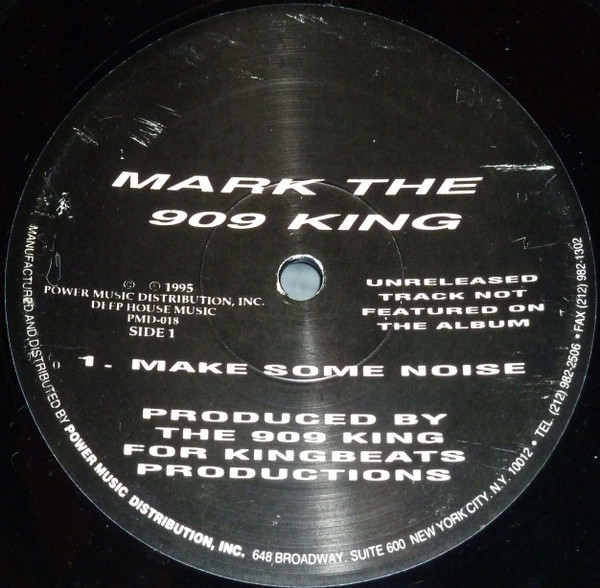 MARK THE
909 KING
℗ © 1995
POWER MUSIC DISTRIBUTION, INC.
DEEP HOUSE MUSIC
PMD-018
SIDE 1
UNRELEASED
TRACK NOT
FEATURED ON
THE ALBUM
1. MAKE SOME NOISE
PRODUCED BY
THE 909 KING
FOR KINGBEATS
PRODUCTIONS
MANUFACTURED AND DISTRIBUTED BY POWER MUSIC DISTRIBUTION, INC. 648 BROADWAY. SUITE 600 NEW YORK CITY. N.Y. 10012 • TEL. (212) 982-2506 • FAX (212) 982-1302